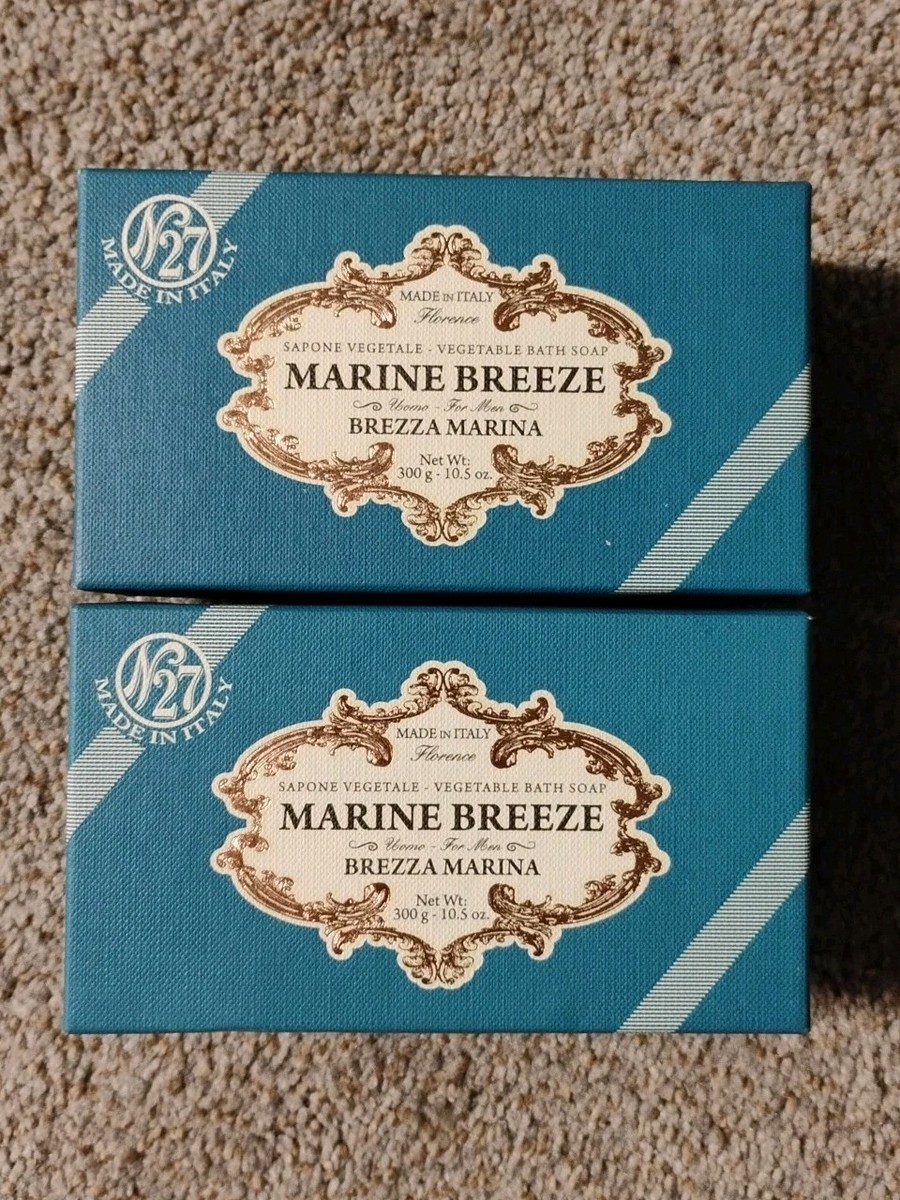 N27
MADE IN ITALY
MADE IN ITALY
Florence
SAPONE VEGETALE - VEGETABLE BATH SOAP
MARINE BREEZE
Uomo - For Men
BREZZA MARINA
Net Wt:
300 g - 10.5 oz.
N27
MADE IN ITALY
MADE IN ITALY
Florence
SAPONE VEGETALE - VEGETABLE BATH SOAP
MARINE BREEZE
Uomo - For Men
BREZZA MARINA
Net Wt:
300 g - 10.5 oz.